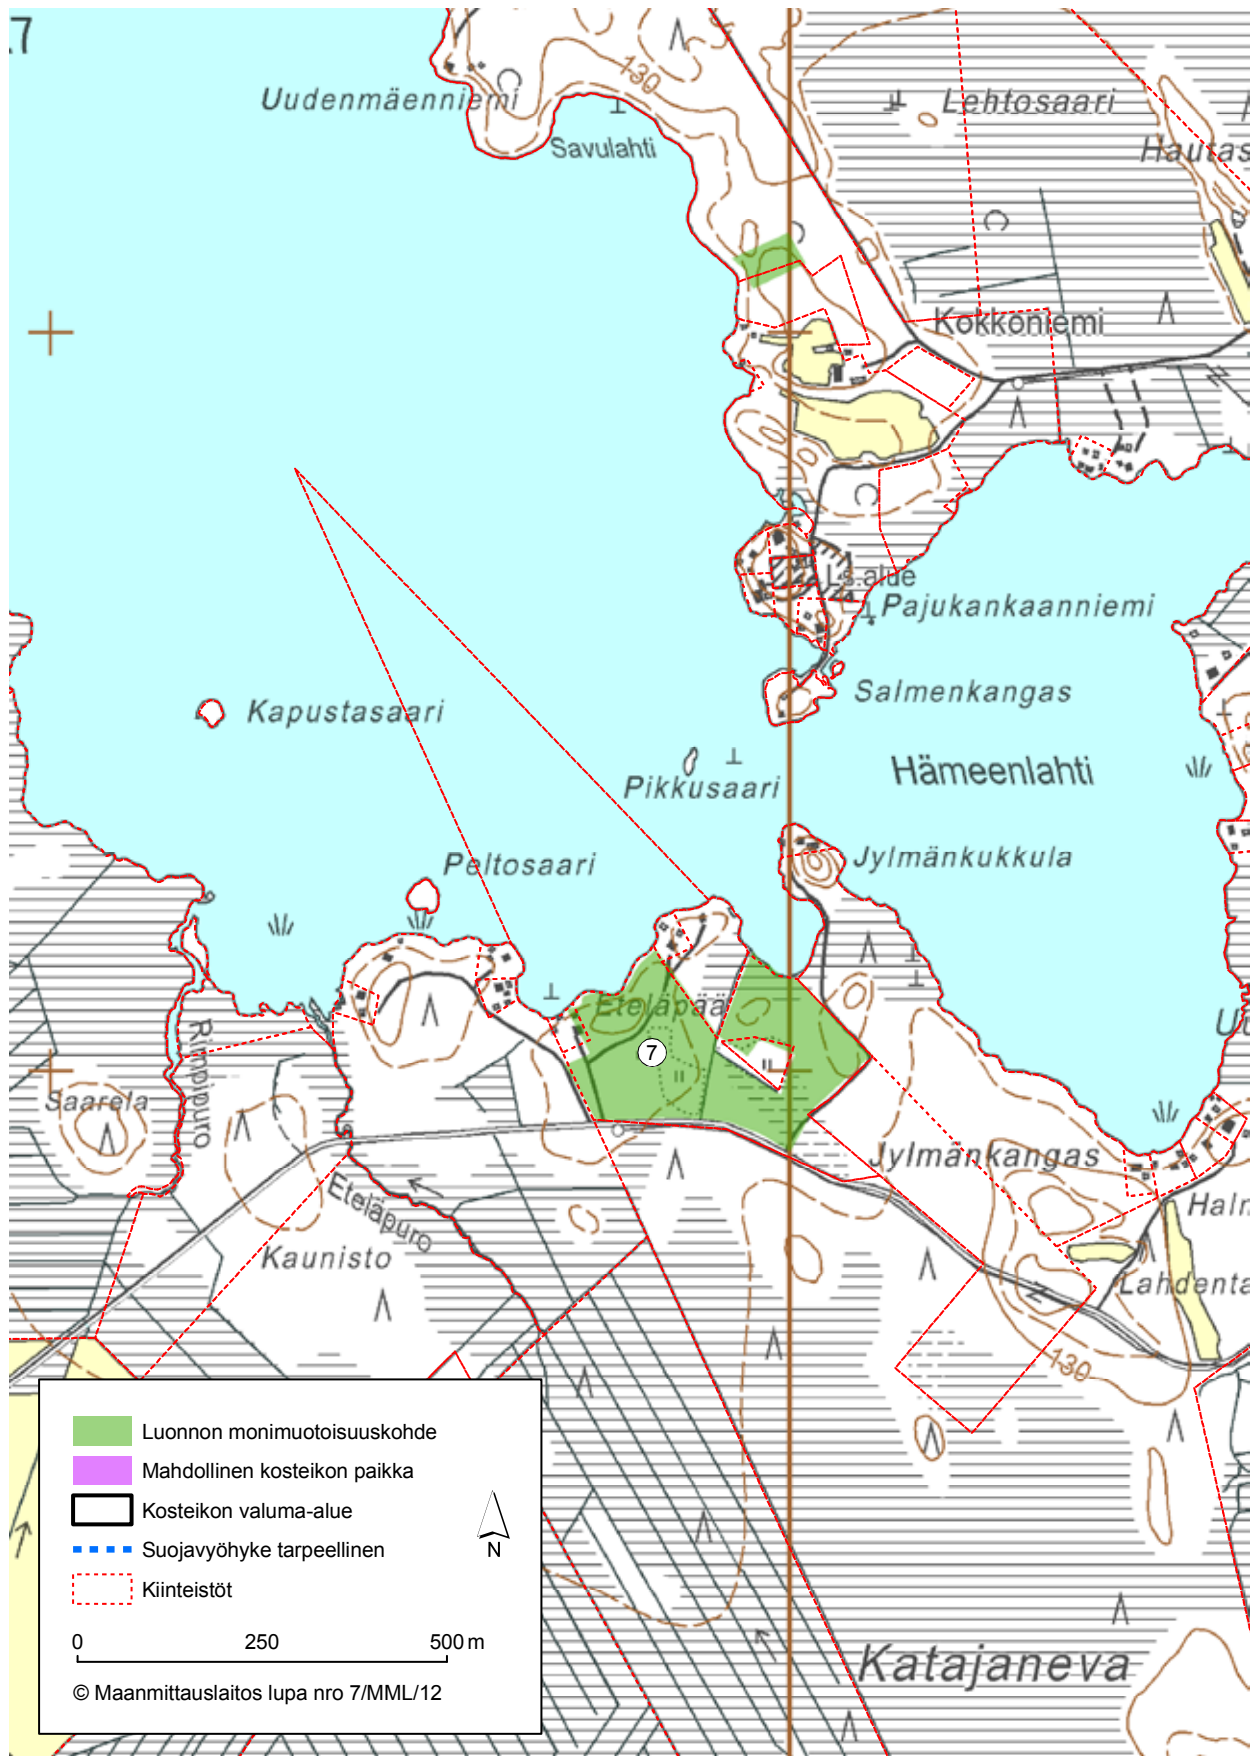 .7
130
Uudenmäenniemi
Lehtosaari
Savulahti
Kokkoniemi
Ls.alue
Pajukankaanniemi
Salmenkangas
Kapustasaari
Hämeenlahti
Pikkusaari
Peltosaari
Jylmänkukkula
Eteläpää
7
Rimpipuro
Saarela
Jylmänkangas
Eteläpuro
Kaunisto
130
Luonnon monimuotoisuuskohde
Mahdollinen kosteikon paikka
Kosteikon valuma-alue
Suojavyöhyke tarpeellinen
Kiinteistöt
N
0 250 500 m
© Maanmittauslaitos lupa nro 7/MML/12
Katajaneva